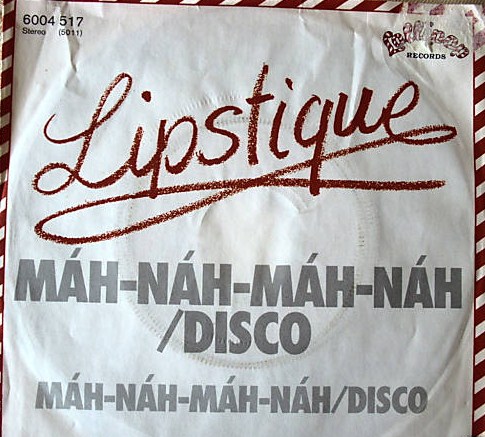 6004 517
Stereo (5011)
RECORDS
Lipstique
MÁH-NÁH-MÁH-NÁH
/DISCO
MÁH-NÁH-MÁH-NÁH/DISCO